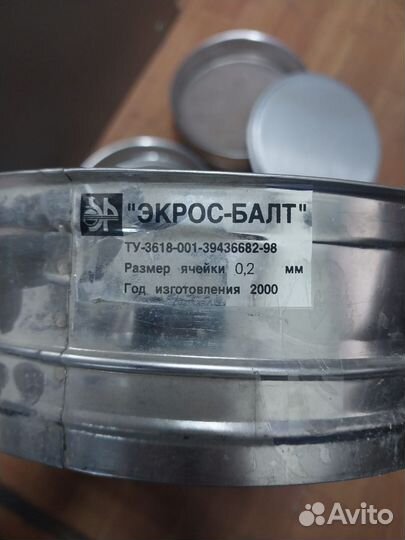 "ЭКРОС-БАЛТ"
ТУ-3618-001-39436682-98
Размер ячейки 0,2 мм
Год изготовления 2000
Avito